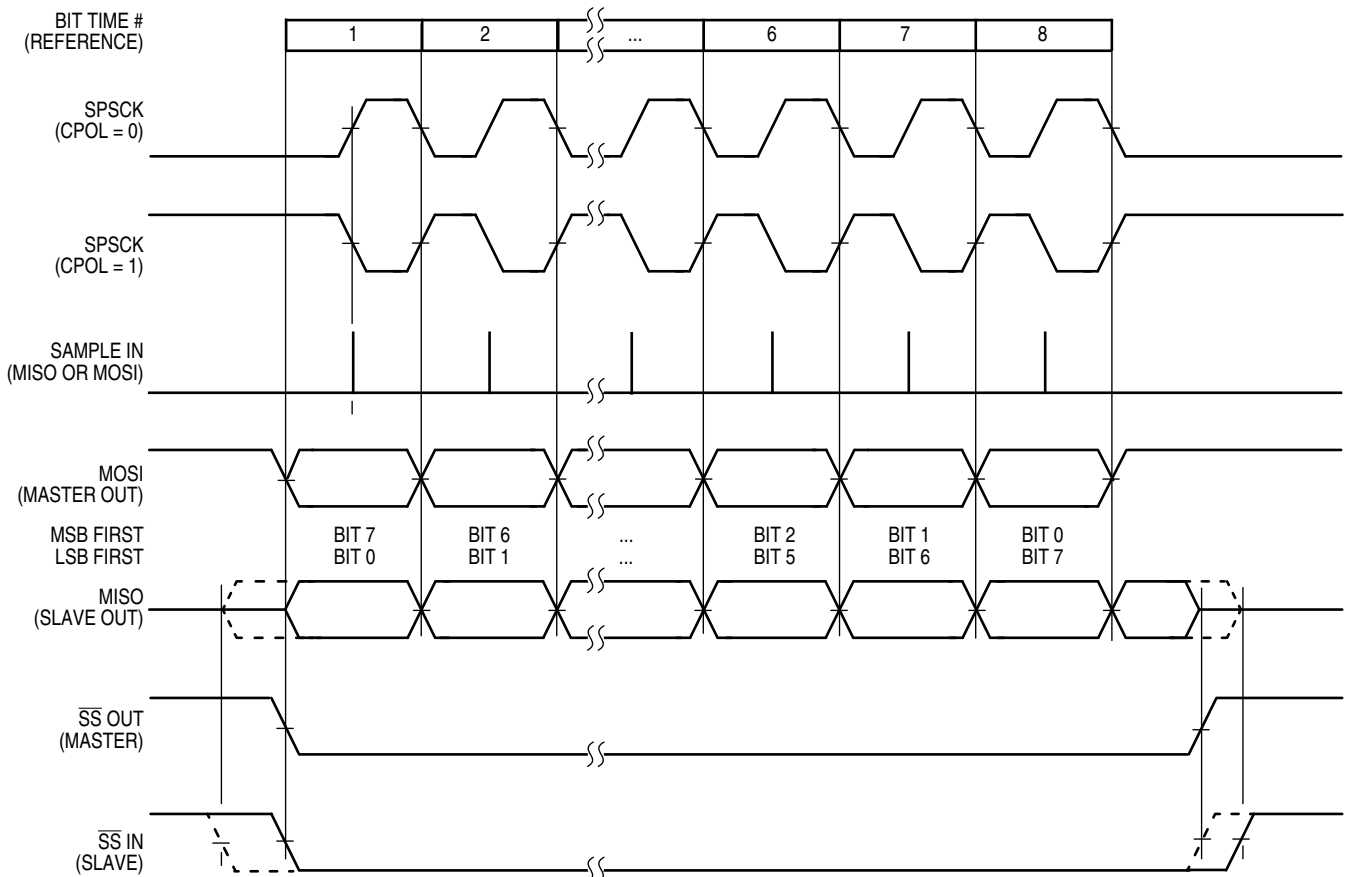 BIT TIME #
(REFERENCE)
1 2 ... 6 7 8
SPSCK
(CPOL = 0)
SPSCK
(CPOL = 1)
SAMPLE IN
(MISO OR MOSI)
MOSI
(MASTER OUT)
MSB FIRST BIT 7 BIT 6 ... BIT 2 BIT 1 BIT 0
LSB FIRST BIT 0 BIT 1 ... BIT 5 BIT 6 BIT 7
MISO
(SLAVE OUT)
S̅S̅ OUT
(MASTER)
S̅S̅ IN
(SLAVE)